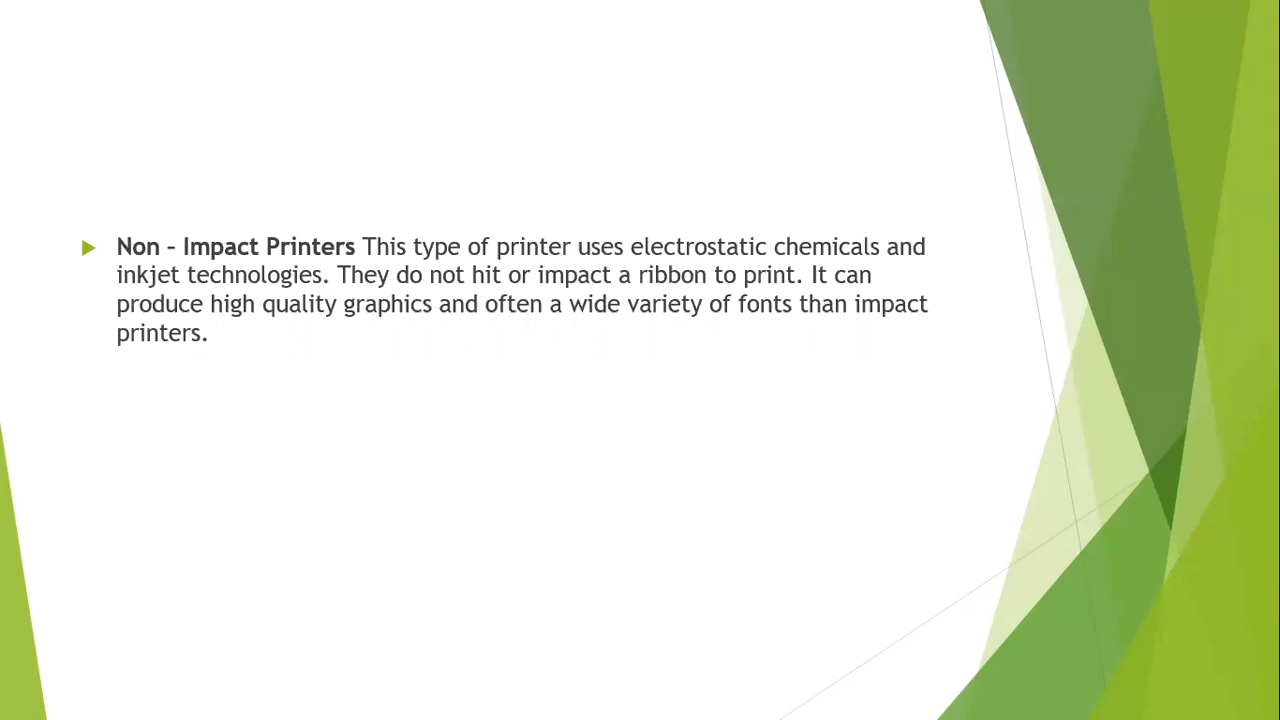 Non – Impact Printers This type of printer uses electrostatic chemicals and
inkjet technologies. They do not hit or impact a ribbon to print. It can
produce high quality graphics and often a wide variety of fonts than impact
printers.